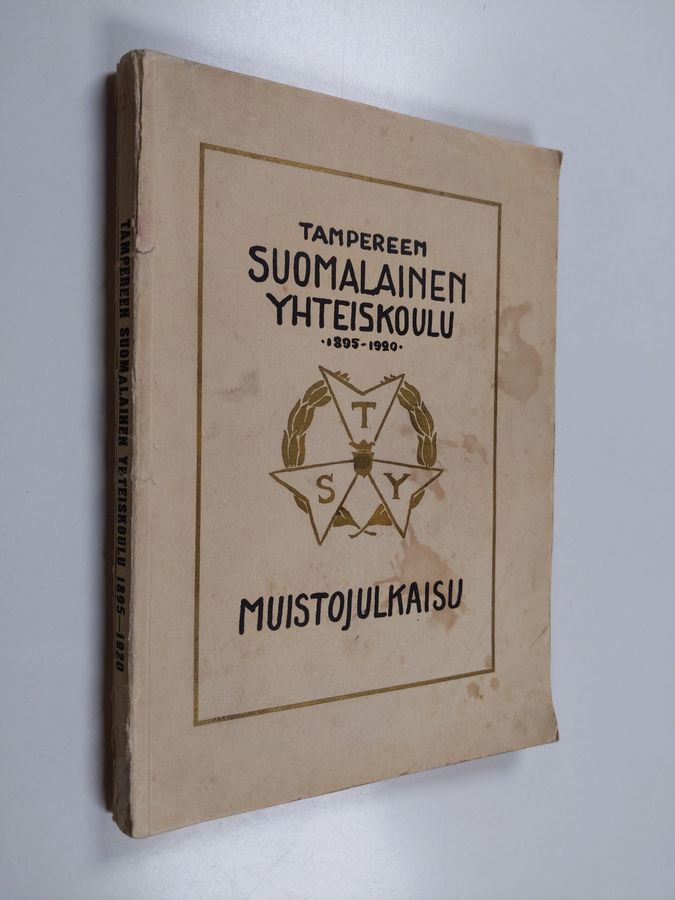 TAMPEREEN
SUOMALAINEN
YHTEISKOULU
·1895-1920·
T
S Y
MUISTOJULKAISU
TAMPEREEN SUOMALAINEN YHTEISKOULU 1895—1920